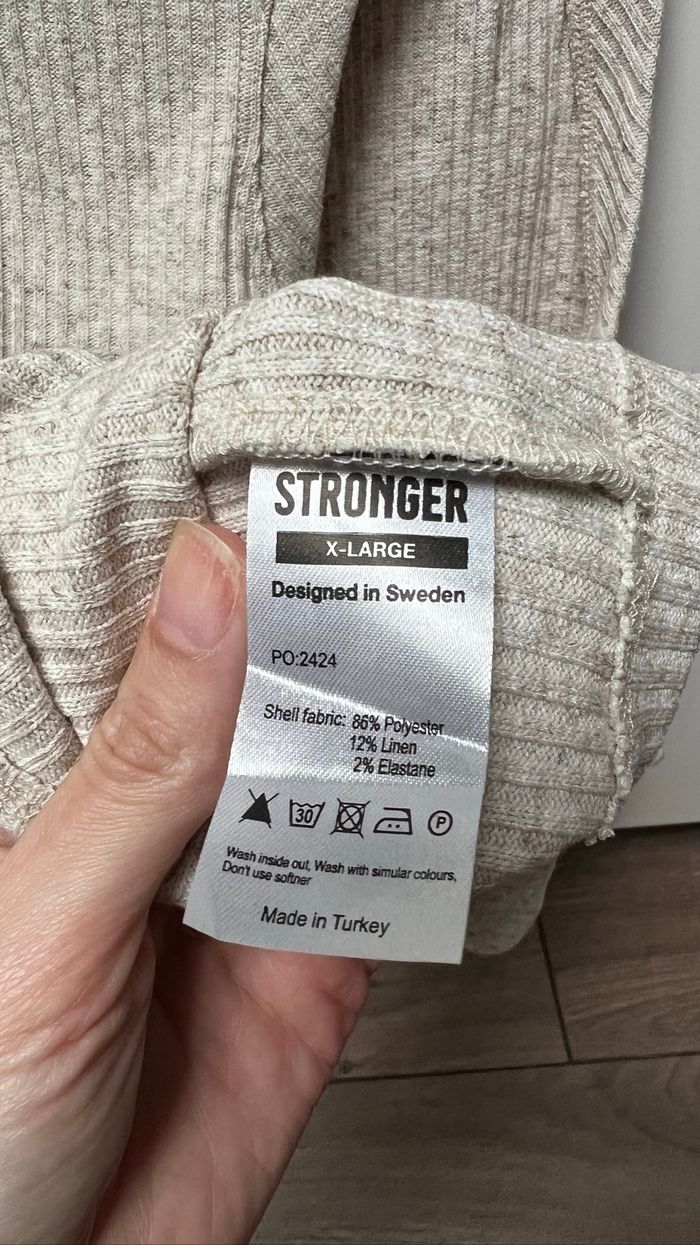 STRONGER
X-LARGE
Designed in Sweden
PO:2424
Shell fabric: 86% Polyester
12% Linen
2% Elastane
30 P
Wash inside out, Wash with simular colours,
Don't use softner
Made in Turkey